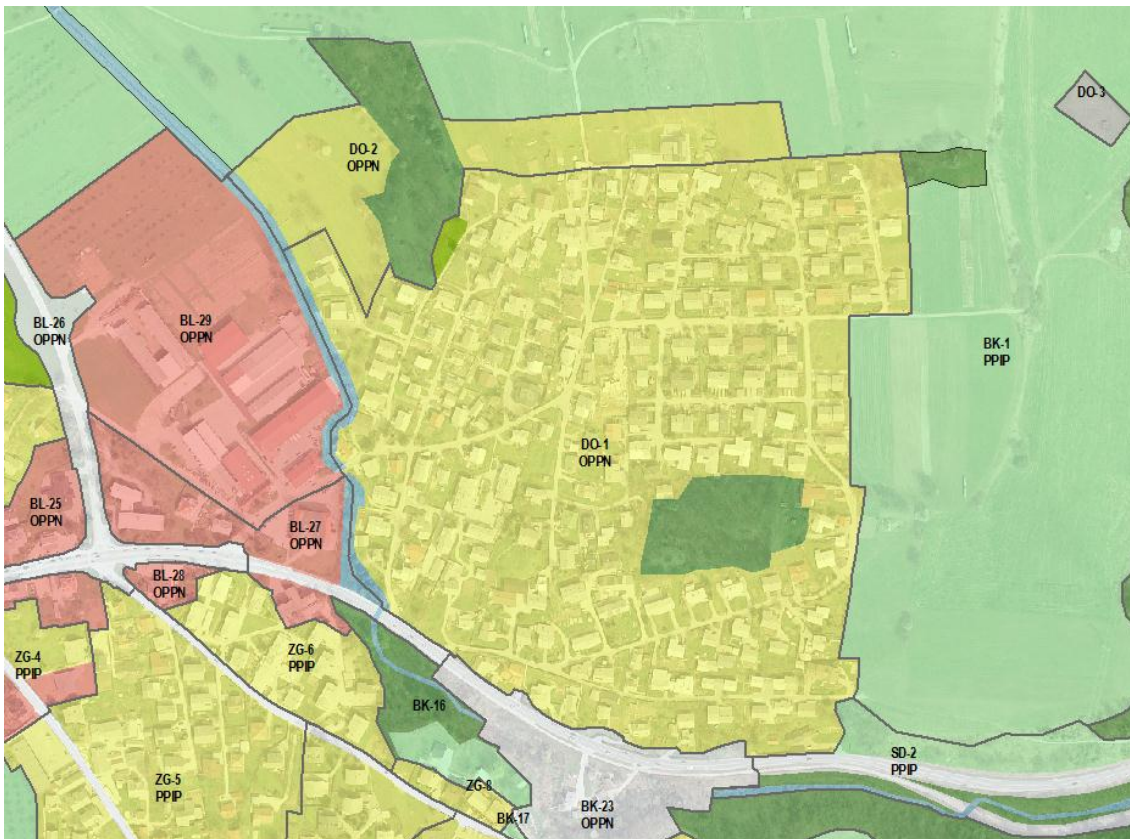 DO-3
DO-2
OPPN
BL-29
OPPN
BL-26
OPPN
BK-1
PPIP
DO-1
OPPN
BL-25
OPPN
BL-27
OPPN
BL-28
OPPN
ZG-4
PPIP
ZG-6
PPIP
BK-16
SD-2
PPIP
ZG-5
PPIP
ZG-8
BK-17
BK-23
OPPN